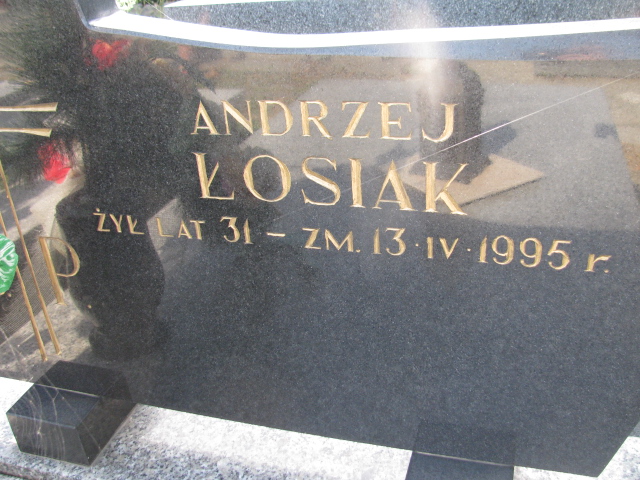 ANDRZEJ
ŁOSIAK
ŻYŁ LAT 31 – ZM. 13·IV·1995 r.
P